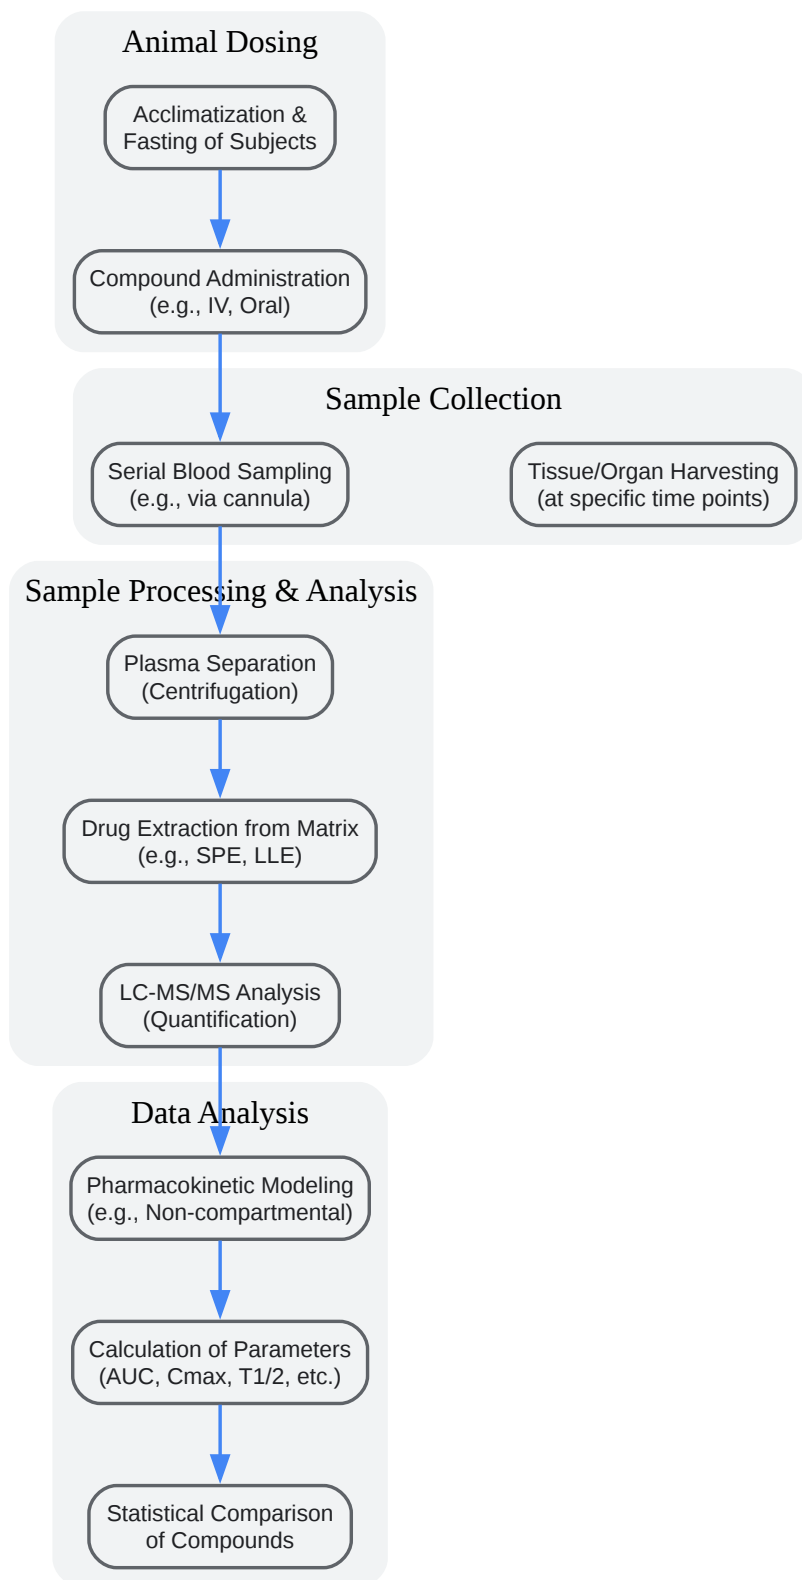 Animal Dosing
Acclimatization &
Fasting of Subjects
Compound Administration
(e.g., IV, Oral)
Sample Collection
Serial Blood Sampling
(e.g., via cannula)
Tissue/Organ Harvesting
(at specific time points)
Sample Processing & Analysis
Plasma Separation
(Centrifugation)
Drug Extraction from Matrix
(e.g., SPE, LLE)
LC-MS/MS Analysis
(Quantification)
Data Analysis
Pharmacokinetic Modeling
(e.g., Non-compartmental)
Calculation of Parameters
(AUC, Cmax, T1/2, etc.)
Statistical Comparison
of Compounds